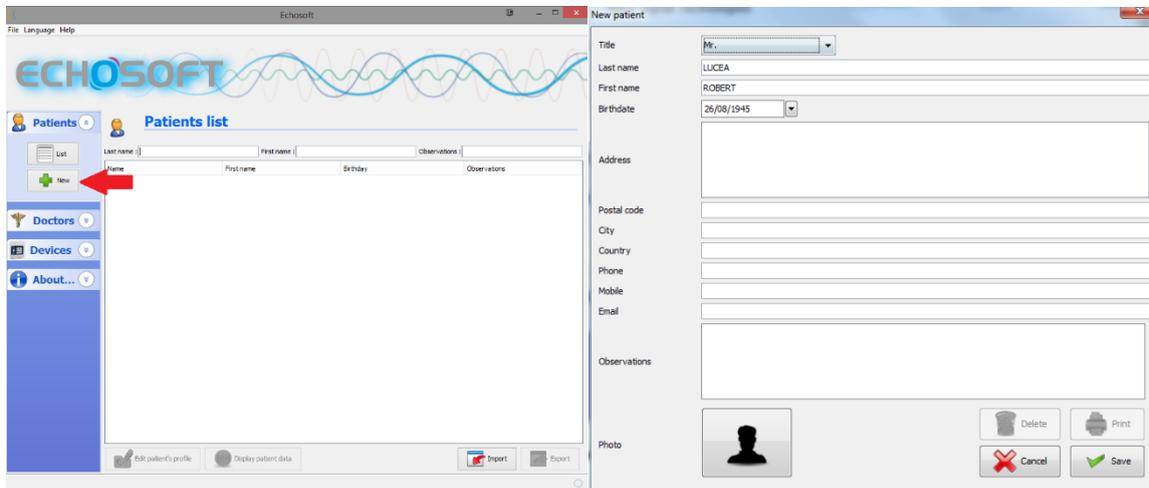 Echosoft
File Language Help
ECHOSOFT
Patients
List
New
Doctors
Devices
About...
Patients list
Last name :
First name :
Observations :
Name
First name
Birthday
Observations
Edit patient's profile
Display patient data
Import
Export
New patient
Title
Mr.
Last name
LUCEA
First name
ROBERT
Birthdate
26/08/1945
Address
Postal code
City
Country
Phone
Mobile
Email
Observations
Photo
Delete
Print
Cancel
Save